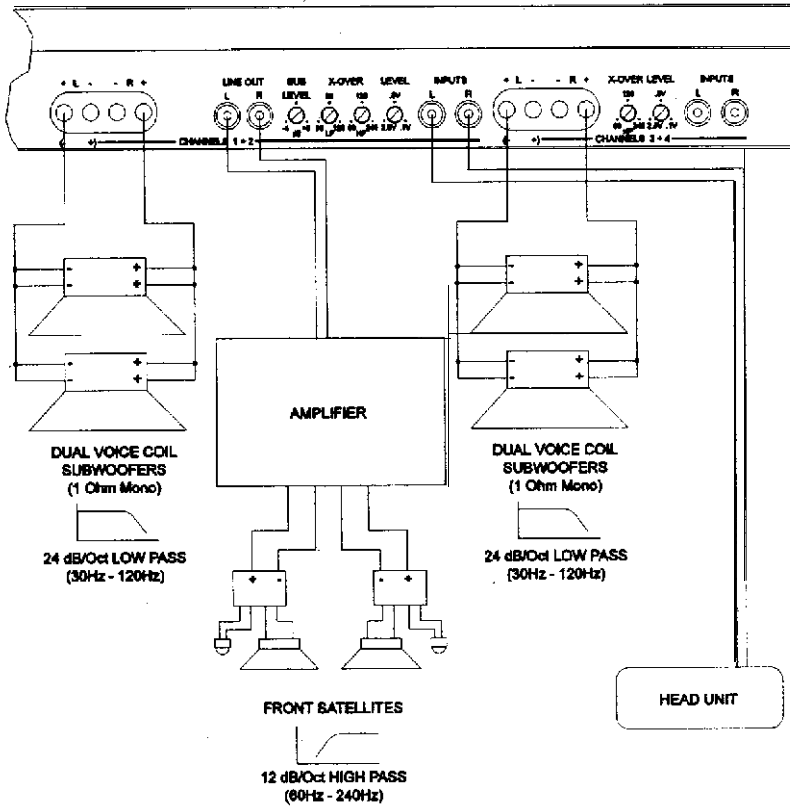 + L - - R +
LINE OUT
L R
SUB LEVEL
X-OVER
LEVEL
INPUTS
L R
+ L - - R +
X-OVER LEVEL
INPUTS
L R
CHANNELS 1 + 2
CHANNELS 3 + 4
AMPLIFIER
DUAL VOICE COIL
SUBWOOFERS
(1 Ohm Mono)
24 dB/Oct LOW PASS
(30Hz - 120Hz)
DUAL VOICE COIL
SUBWOOFERS
(1 Ohm Mono)
24 dB/Oct LOW PASS
(30Hz - 120Hz)
FRONT SATELLITES
12 dB/Oct HIGH PASS
(60Hz - 240Hz)
HEAD UNIT